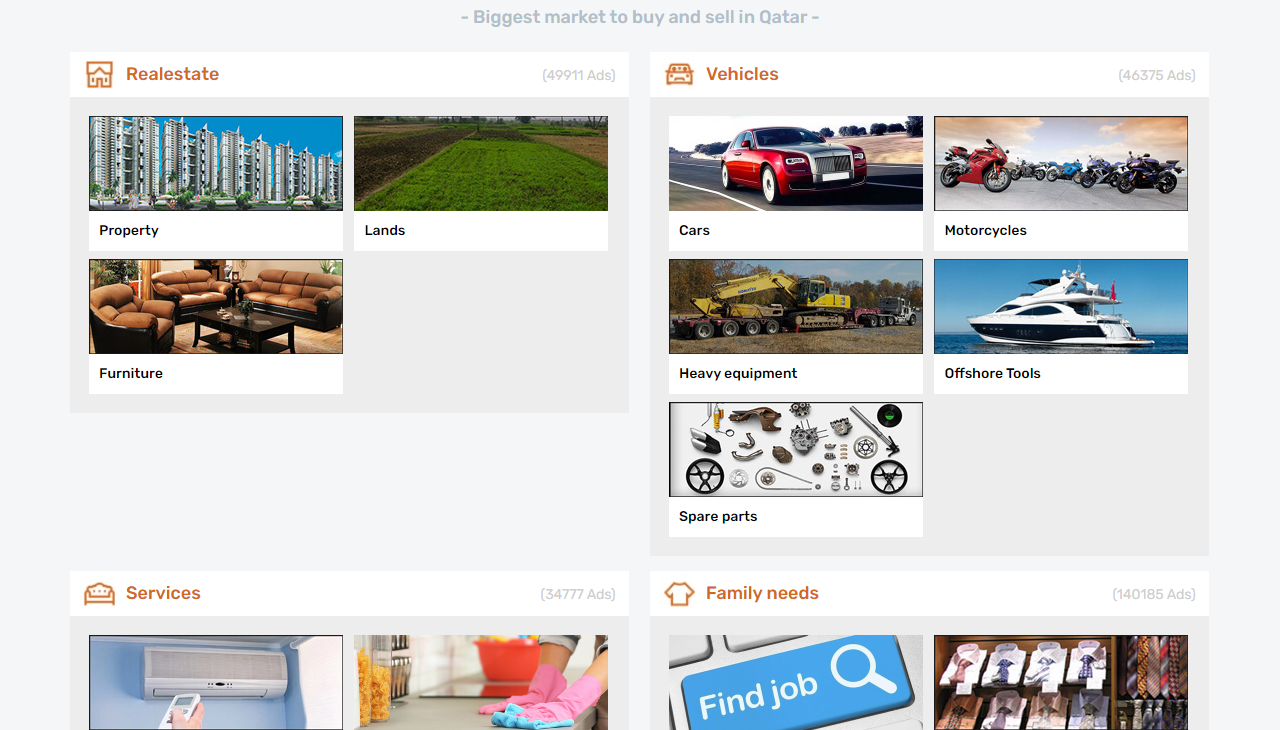 - Biggest market to buy and sell in Qatar -
Realestate
(49911 Ads)
Vehicles
(46375 Ads)
Property
Lands
Cars
Motorcycles
Furniture
Heavy equipment
Offshore Tools
Spare parts
Services
(34777 Ads)
Family needs
(140185 Ads)
Find job